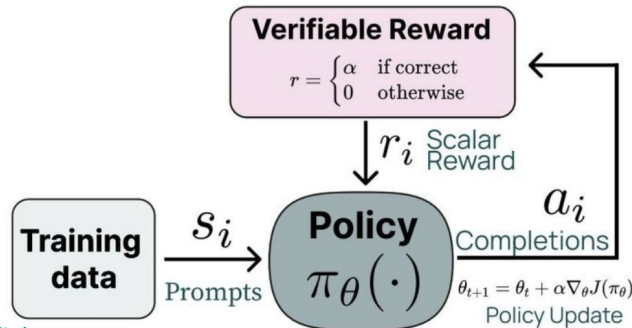 Verifiable Reward
r = { α if correct
0 otherwise
r_i Scalar
Reward
Training
data
s_i
Prompts
Policy
π_θ(·)
a_i
Completions
θ_{t+1} = θ_t + α∇_θJ(π_θ)
Policy Update